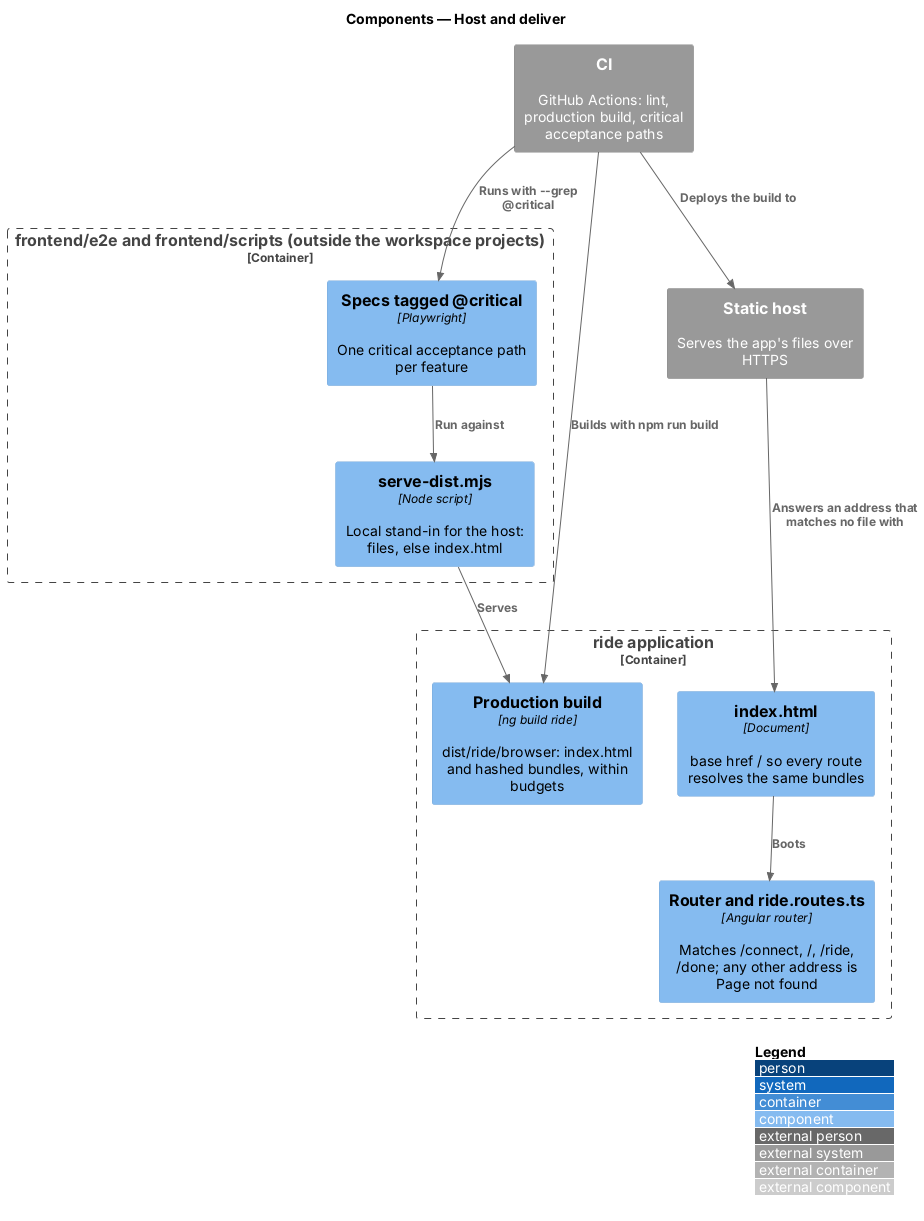 Components — Host and deliver
CI
GitHub Actions: lint,
production build, critical
acceptance paths
Runs with --grep
@critical
Deploys the build to
frontend/e2e and frontend/scripts (outside the workspace projects)
[Container]
Specs tagged @critical
[Playwright]
One critical acceptance path
per feature
Static host
Serves the app's files over
HTTPS
Run against
Builds with npm run build
serve-dist.mjs
[Node script]
Local stand-in for the host:
files, else index.html
Answers an address that
matches no file with
Serves
ride application
[Container]
Production build
[ng build ride]
dist/ride/browser: index.html
and hashed bundles, within
budgets
index.html
[Document]
base href / so every route
resolves the same bundles
Boots
Router and ride.routes.ts
[Angular router]
Matches /connect, /, /ride,
/done; any other address is
Page not found
Legend
person
system
container
component
external person
external system
external container
external component